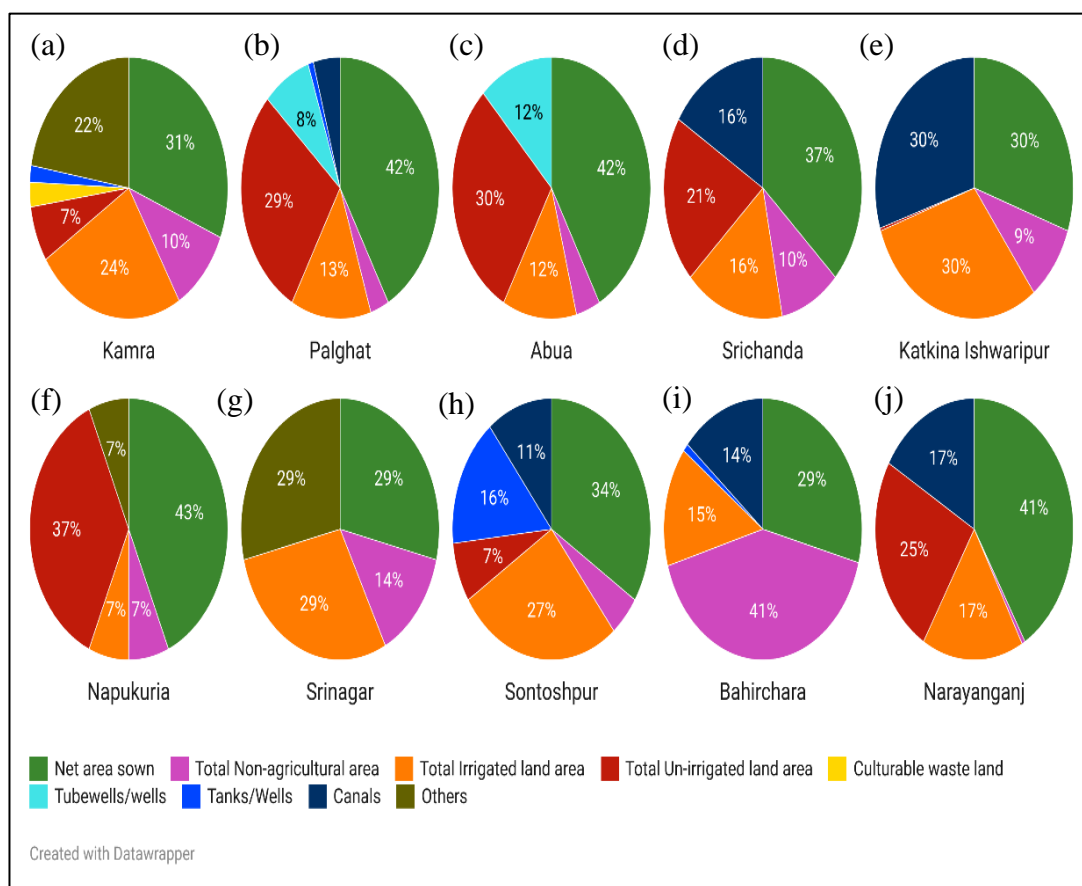 (a) (b) (c) (d) (e)
22% 31% 10% 24% 7%
8% 42% 13% 29%
12% 42% 12% 30%
16% 37% 10% 16% 21%
30% 30% 9% 30%
Kamra Palghat Abua Srichanda Katkina Ishwaripur
(f) (g) (h) (i) (j)
7% 43% 7% 7% 37%
29% 29% 14% 29%
11% 34% 27% 7% 16%
14% 29% 41% 15%
17% 41% 17% 25%
Napukuria Srinagar Sontoshpur Bahirchara Narayanganj
Net area sown Total Non-agricultural area Total Irrigated land area Total Un-irrigated land area Culturable waste land
Tubewells/wells Tanks/Wells Canals Others
Created with Datawrapper